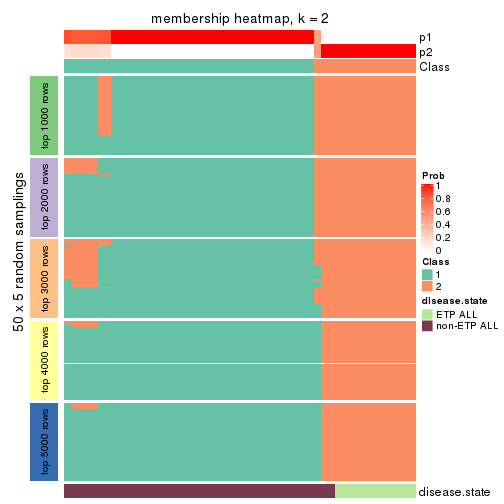 membership heatmap, k = 2
p1
p2
Class
50 x 5 random samplings
top 1000 rows
top 2000 rows
top 3000 rows
top 4000 rows
top 5000 rows
Prob
1
0.8
0.6
0.4
0.2
0
Class
1
2
disease.state
ETP ALL
non-ETP ALL
disease.state